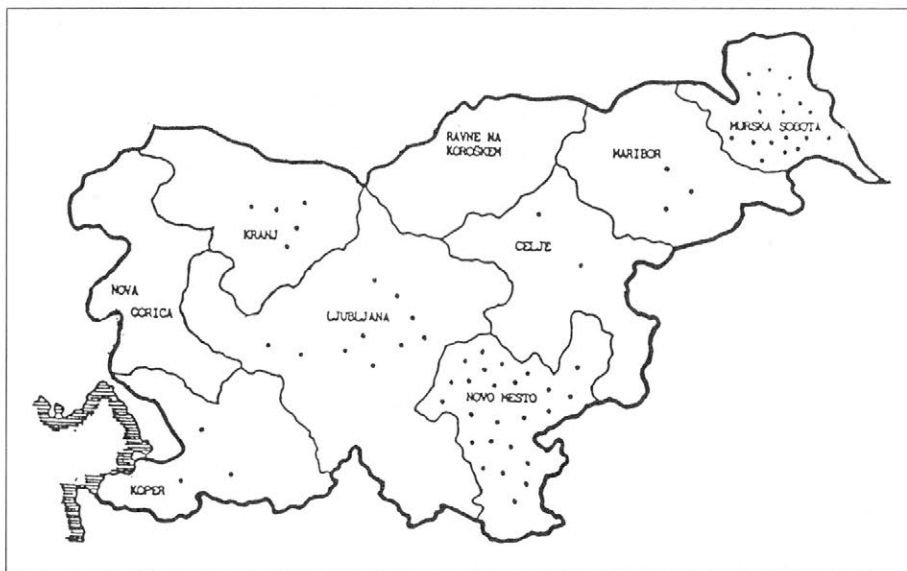 RAVNE NA
KOROŠKEM
MURSKA SOBOTA
MARIBOR
KRANJ
CELJE
NOVA
GORICA
LJUBLJANA
NOVO MESTO
KOPER